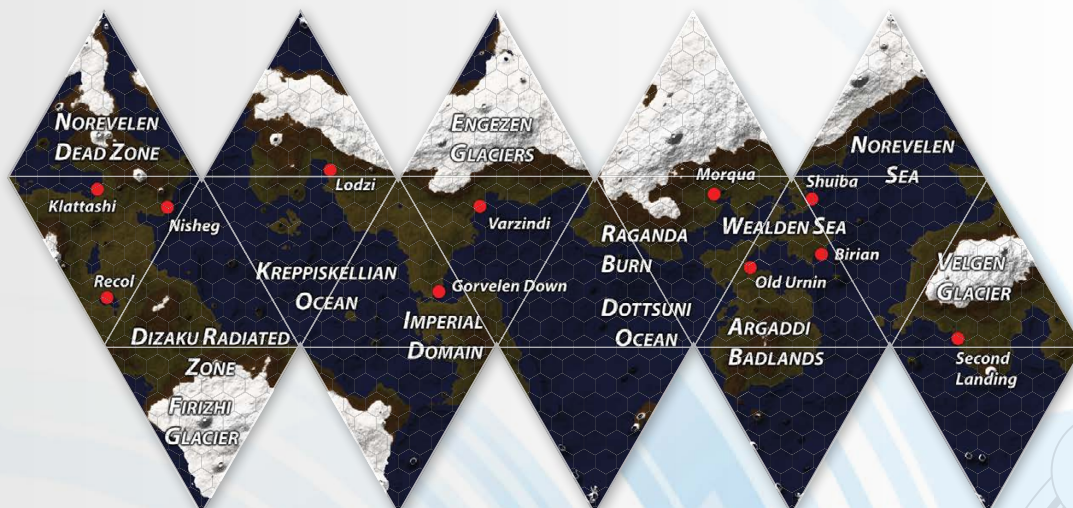 NOREVELEN
DEAD ZONE
ENGEZEN
GLACIERS
NOREVELEN
SEA
Klattashi
Nisheg
Lodzi
Varzindi
Morqua
Shuiba
WEALDEN SEA
RAGANDA
BURN
Birian
Recol
KREPPISKELLIAN
OCEAN
Gorvelen Down
Old Urnin
VELGEN
GLACIER
DOTTSUNI
OCEAN
IMPERIAL
DOMAIN
ARGADDI
BADLANDS
DIZAKU RADIATED
ZONE
Second
Landing
FIRIZHI
GLACIER